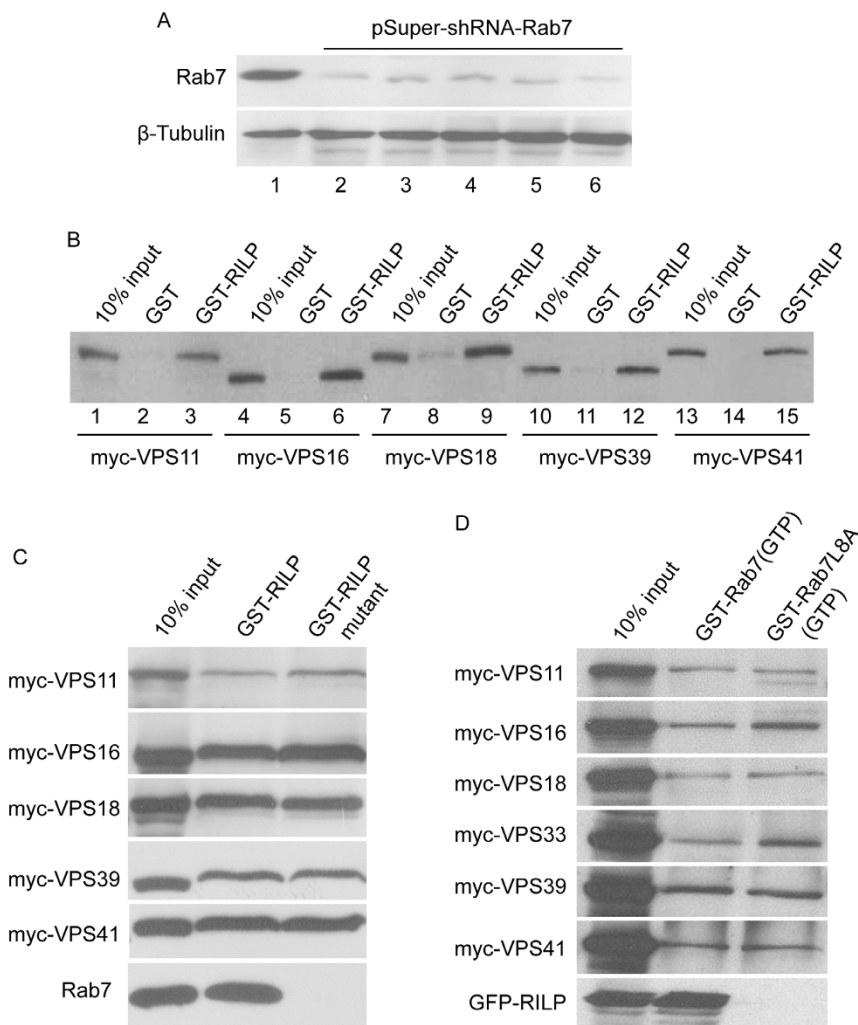 A
pSuper-shRNA-Rab7
Rab7
β-Tubulin
1 2 3 4 5 6
B
10% input GST GST-RILP 10% input GST GST-RILP 10% input GST GST-RILP 10% input GST GST-RILP 10% input GST GST-RILP
1 2 3 4 5 6 7 8 9 10 11 12 13 14 15
myc-VPS11 myc-VPS16 myc-VPS18 myc-VPS39 myc-VPS41
C
10% input GST-RILP GST-RILP
mutant
myc-VPS11
myc-VPS16
myc-VPS18
myc-VPS39
myc-VPS41
Rab7
D
10% input GST-Rab7(GTP) GST-Rab7L8A
(GTP)
myc-VPS11
myc-VPS16
myc-VPS18
myc-VPS33
myc-VPS39
myc-VPS41
GFP-RILP